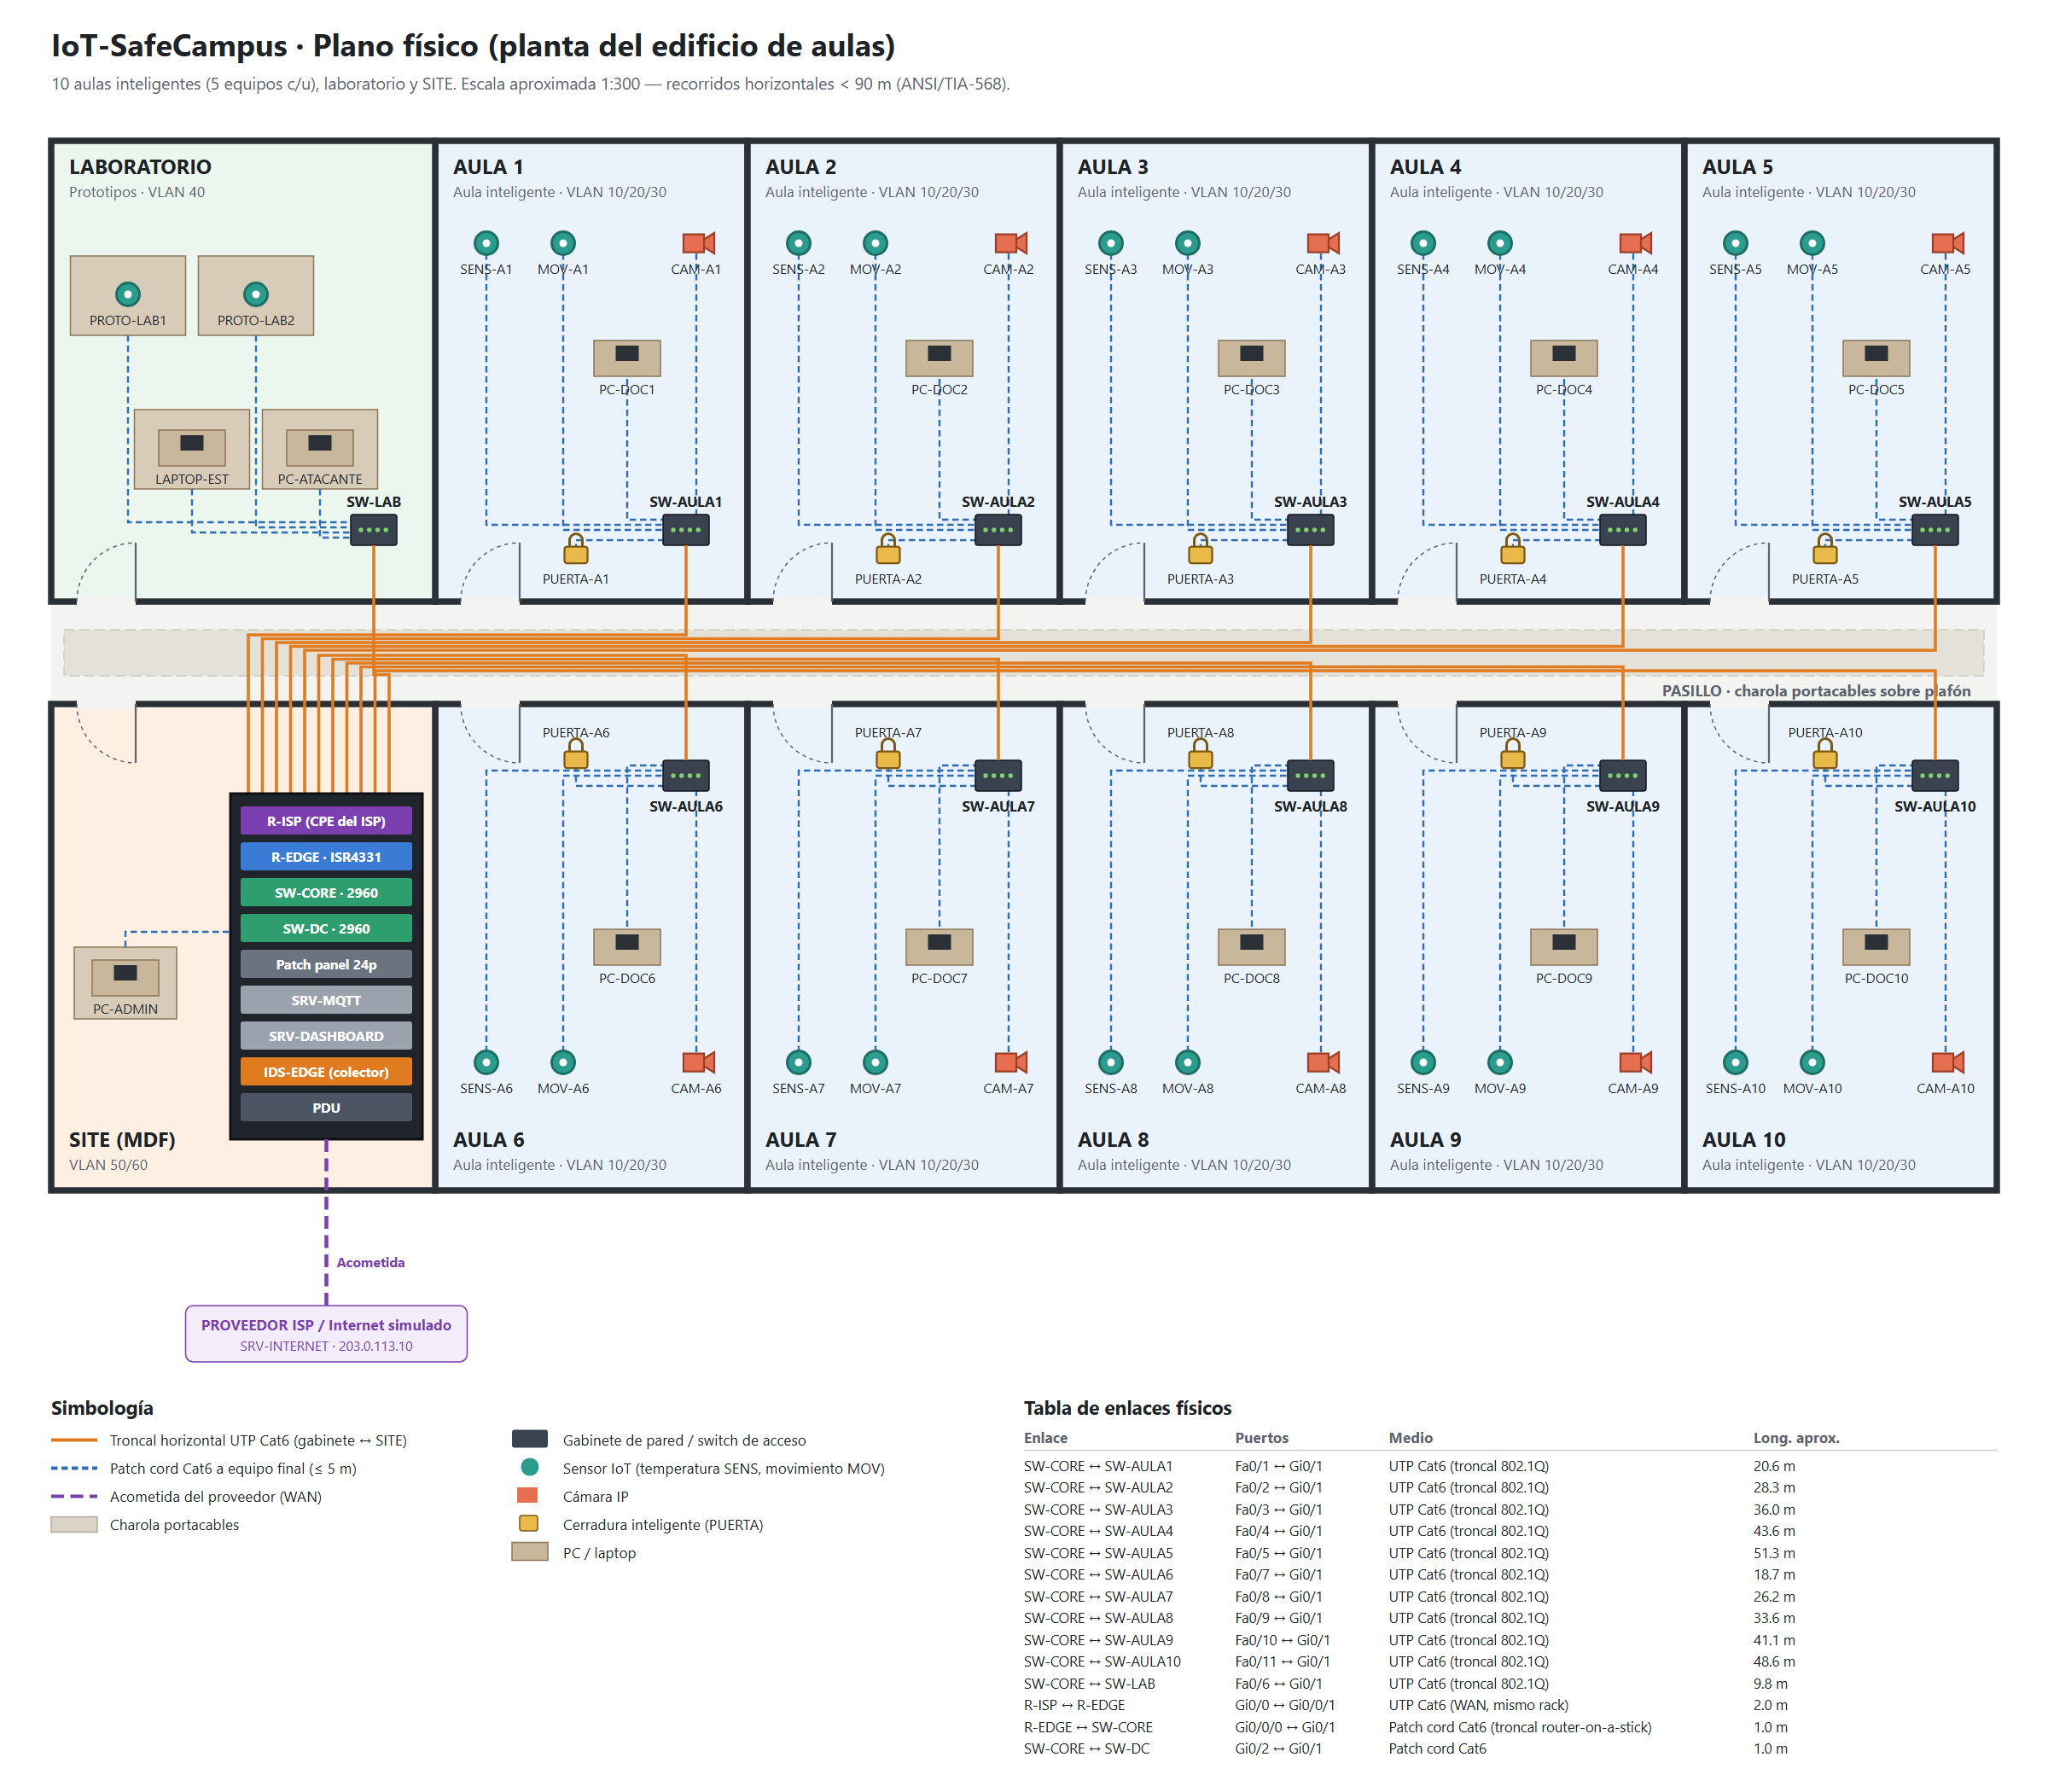 IoT-SafeCampus · Plano físico (planta del edificio de aulas)
10 aulas inteligentes (5 equipos c/u), laboratorio y SITE. Escala aproximada 1:300 — recorridos horizontales < 90 m (ANSI/TIA-568).
LABORATORIO
Prototipos · VLAN 40
PROTO-LAB1
PROTO-LAB2
LAPTOP-EST
PC-ATACANTE
SW-LAB
AULA 1
Aula inteligente · VLAN 10/20/30
SENS-A1
MOV-A1
CAM-A1
PC-DOC1
SW-AULA1
PUERTA-A1
AULA 2
Aula inteligente · VLAN 10/20/30
SENS-A2
MOV-A2
CAM-A2
PC-DOC2
SW-AULA2
PUERTA-A2
AULA 3
Aula inteligente · VLAN 10/20/30
SENS-A3
MOV-A3
CAM-A3
PC-DOC3
SW-AULA3
PUERTA-A3
AULA 4
Aula inteligente · VLAN 10/20/30
SENS-A4
MOV-A4
CAM-A4
PC-DOC4
SW-AULA4
PUERTA-A4
AULA 5
Aula inteligente · VLAN 10/20/30
SENS-A5
MOV-A5
CAM-A5
PC-DOC5
SW-AULA5
PUERTA-A5
PASILLO · charola portacables sobre plafón
R-ISP (CPE del ISP)
R-EDGE · ISR4331
SW-CORE · 2960
SW-DC · 2960
Patch panel 24p
SRV-MQTT
SRV-DASHBOARD
IDS-EDGE (colector)
PDU
PC-ADMIN
SITE (MDF)
VLAN 50/60
PUERTA-A6
SW-AULA6
PC-DOC6
SENS-A6
MOV-A6
CAM-A6
AULA 6
Aula inteligente · VLAN 10/20/30
PUERTA-A7
SW-AULA7
PC-DOC7
SENS-A7
MOV-A7
CAM-A7
AULA 7
Aula inteligente · VLAN 10/20/30
PUERTA-A8
SW-AULA8
PC-DOC8
SENS-A8
MOV-A8
CAM-A8
AULA 8
Aula inteligente · VLAN 10/20/30
PUERTA-A9
SW-AULA9
PC-DOC9
SENS-A9
MOV-A9
CAM-A9
AULA 9
Aula inteligente · VLAN 10/20/30
PUERTA-A10
SW-AULA10
PC-DOC10
SENS-A10
MOV-A10
CAM-A10
AULA 10
Aula inteligente · VLAN 10/20/30
Acometida
PROVEEDOR ISP / Internet simulado
SRV-INTERNET · 203.0.113.10
Simbología
Troncal horizontal UTP Cat6 (gabinete ↔ SITE)
Patch cord Cat6 a equipo final (≤ 5 m)
Acometida del proveedor (WAN)
Charola portacables
Gabinete de pared / switch de acceso
Sensor IoT (temperatura SENS, movimiento MOV)
Cámara IP
Cerradura inteligente (PUERTA)
PC / laptop
Tabla de enlaces físicos
Enlace Puertos Medio Long. aprox.
SW-CORE ↔ SW-AULA1 Fa0/1 ↔ Gi0/1 UTP Cat6 (troncal 802.1Q) 20.6 m
SW-CORE ↔ SW-AULA2 Fa0/2 ↔ Gi0/1 UTP Cat6 (troncal 802.1Q) 28.3 m
SW-CORE ↔ SW-AULA3 Fa0/3 ↔ Gi0/1 UTP Cat6 (troncal 802.1Q) 36.0 m
SW-CORE ↔ SW-AULA4 Fa0/4 ↔ Gi0/1 UTP Cat6 (troncal 802.1Q) 43.6 m
SW-CORE ↔ SW-AULA5 Fa0/5 ↔ Gi0/1 UTP Cat6 (troncal 802.1Q) 51.3 m
SW-CORE ↔ SW-AULA6 Fa0/7 ↔ Gi0/1 UTP Cat6 (troncal 802.1Q) 18.7 m
SW-CORE ↔ SW-AULA7 Fa0/8 ↔ Gi0/1 UTP Cat6 (troncal 802.1Q) 26.2 m
SW-CORE ↔ SW-AULA8 Fa0/9 ↔ Gi0/1 UTP Cat6 (troncal 802.1Q) 33.6 m
SW-CORE ↔ SW-AULA9 Fa0/10 ↔ Gi0/1 UTP Cat6 (troncal 802.1Q) 41.1 m
SW-CORE ↔ SW-AULA10 Fa0/11 ↔ Gi0/1 UTP Cat6 (troncal 802.1Q) 48.6 m
SW-CORE ↔ SW-LAB Fa0/6 ↔ Gi0/1 UTP Cat6 (troncal 802.1Q) 9.8 m
R-ISP ↔ R-EDGE Gi0/0 ↔ Gi0/0/1 UTP Cat6 (WAN, mismo rack) 2.0 m
R-EDGE ↔ SW-CORE Gi0/0/0 ↔ Gi0/1 Patch cord Cat6 (troncal router-on-a-stick) 1.0 m
SW-CORE ↔ SW-DC Gi0/2 ↔ Gi0/1 Patch cord Cat6 1.0 m